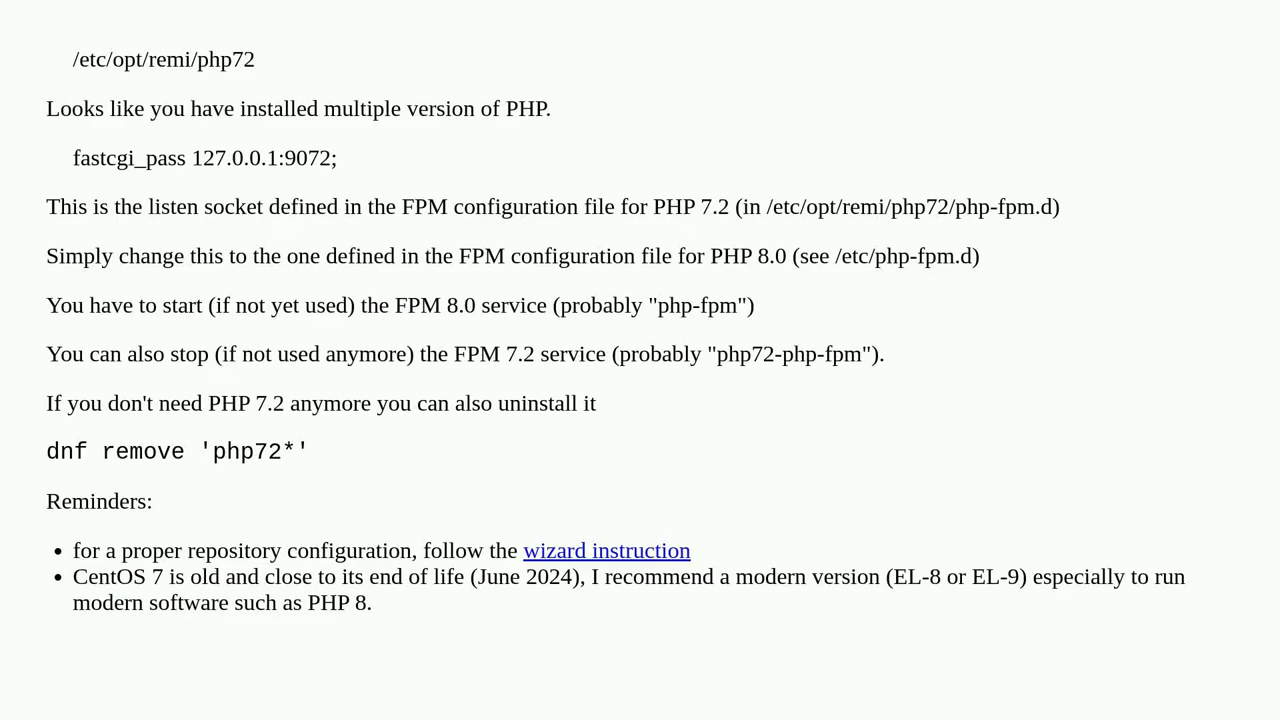 /etc/opt/remi/php72
Looks like you have installed multiple version of PHP.
fastcgi_pass 127.0.0.1:9072;
This is the listen socket defined in the FPM configuration file for PHP 7.2 (in /etc/opt/remi/php72/php-fpm.d)
Simply change this to the one defined in the FPM configuration file for PHP 8.0 (see /etc/php-fpm.d)
You have to start (if not yet used) the FPM 8.0 service (probably "php-fpm")
You can also stop (if not used anymore) the FPM 7.2 service (probably "php72-php-fpm").
If you don't need PHP 7.2 anymore you can also uninstall it
dnf remove 'php72*'
Reminders:
• for a proper repository configuration, follow the wizard instruction
• CentOS 7 is old and close to its end of life (June 2024), I recommend a modern version (EL-8 or EL-9) especially to run
modern software such as PHP 8.